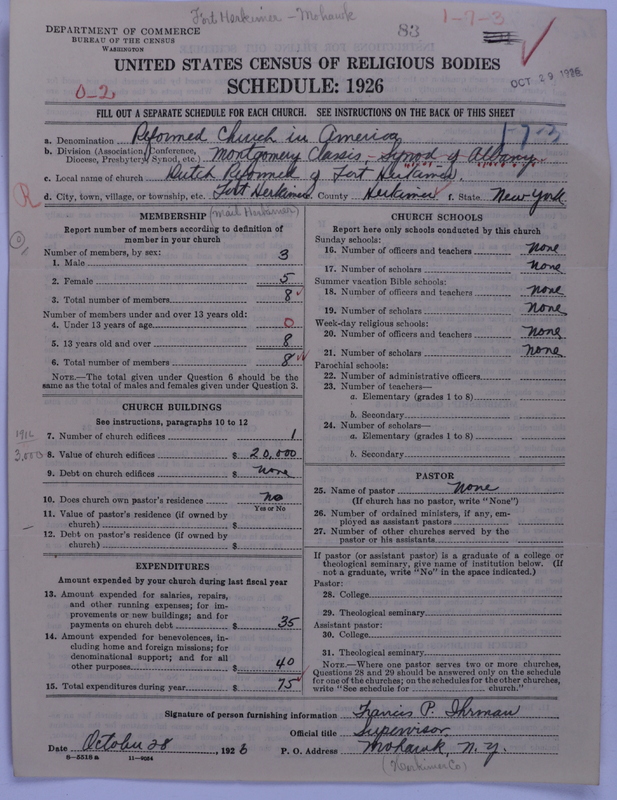 Fort Herkimer - Mohawk
83
1-7-3
DEPARTMENT OF COMMERCE
BUREAU OF THE CENSUS
WASHINGTON
UNITED STATES CENSUS OF RELIGIOUS BODIES
OCT 29 1926
SCHEDULE: 1926
0-2
FILL OUT A SEPARATE SCHEDULE FOR EACH CHURCH. SEE INSTRUCTIONS ON THE BACK OF THIS SHEET
a. Denomination Reformed Church in America
1-7-3
b. Division (Association, Conference, Diocese, Presbytery, Synod, etc.) Montgomery Classis - Synod of Albany
c. Local name of church Dutch Reformed of Fort Herkimer.
R
d. City, town, village, or township, etc. Fort Herkimer County Herkimer f. State New York
(Mail Herkimer)
MEMBERSHIP
Report number of members according to definition of
member in your church
Number of members, by sex:
1. Male 3
2. Female 5
3. Total number of members 8
Number of members under and over 13 years old:
4. Under 13 years of age 0
5. 13 years old and over 8
6. Total number of members 8
NOTE.—The total given under Question 6 should be the
same as the total of males and females given under Question 3.
CHURCH BUILDINGS
See instructions, paragraphs 10 to 12
1916
7. Number of church edifices 1
3,000
8. Value of church edifices $ 20,000
9. Debt on church edifices $ none
10. Does church own pastor's residence no
Yes or No
11. Value of pastor's residence (if owned by
church) $
12. Debt on pastor's residence (if owned by
church) $
EXPENDITURES
Amount expended by your church during last fiscal year
13. Amount expended for salaries, repairs,
and other running expenses; for im-
provements or new buildings; and for
payments on church debt $ 35
14. Amount expended for benevolences, in-
cluding home and foreign missions; for
denominational support; and for all
other purposes $ 40
15. Total expenditures during year $ 75
CHURCH SCHOOLS
Report here only schools conducted by this church
Sunday schools:
16. Number of officers and teachers none
17. Number of scholars none
Summer vacation Bible schools:
18. Number of officers and teachers none
19. Number of scholars none
Week-day religious schools:
20. Number of officers and teachers none
21. Number of scholars none
Parochial schools:
22. Number of administrative officers
23. Number of teachers—
a. Elementary (grades 1 to 8)
b. Secondary
24. Number of scholars—
a. Elementary (grades 1 to 8)
b. Secondary
PASTOR
25. Name of pastor None
(If church has no pastor, write "None")
26. Number of ordained ministers, if any, em-
ployed as assistant pastors
27. Number of other churches served by the
pastor or his assistants
If pastor (or assistant pastor) is a graduate of a college or
theological seminary, give name of institution below. (If
not a graduate, write "No" in the space indicated.)
Pastor:
28. College
29. Theological seminary
Assistant pastor:
30. College
31. Theological seminary
NOTE.—Where one pastor serves two or more churches,
Questions 28 and 29 should be answered only on the schedule
for one of the churches; on the schedules for the other churches,
write "See schedule for church."
Signature of person furnishing information Francis P. Ihrman
Official title Supervisor
Date October 28, 1926 P. O. Address Mohawk, N.Y.
8-5518 a 11-9064
(Herkimer Co)